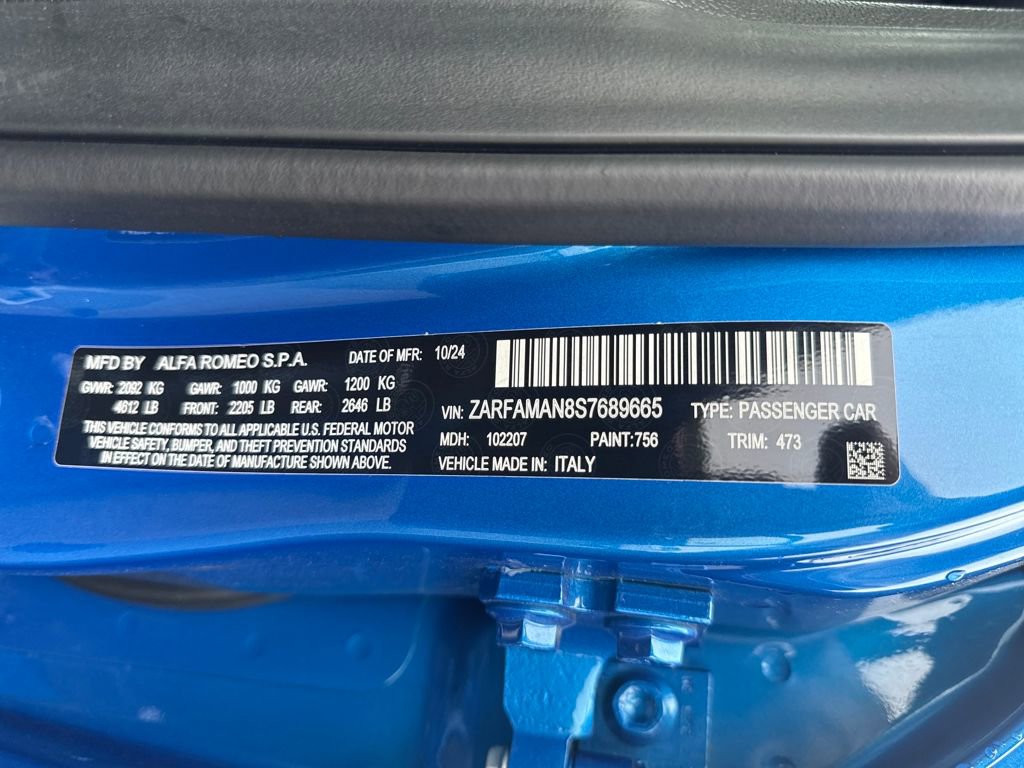 MFD BY ALFA ROMEO S.P.A. DATE OF MFR: 10/24
GVWR: 2092 KG GAWR: 1000 KG GAWR: 1200 KG
4612 LB FRONT: 2205 LB REAR: 2646 LB
THIS VEHICLE CONFORMS TO ALL APPLICABLE U.S. FEDERAL MOTOR
VEHICLE SAFETY, BUMPER, AND THEFT PREVENTION STANDARDS
IN EFFECT ON THE DATE OF MANUFACTURE SHOWN ABOVE.
VIN: ZARFAMAN8S7689665 TYPE: PASSENGER CAR
MDH: 102207 PAINT:756 TRIM: 473
VEHICLE MADE IN: ITALY